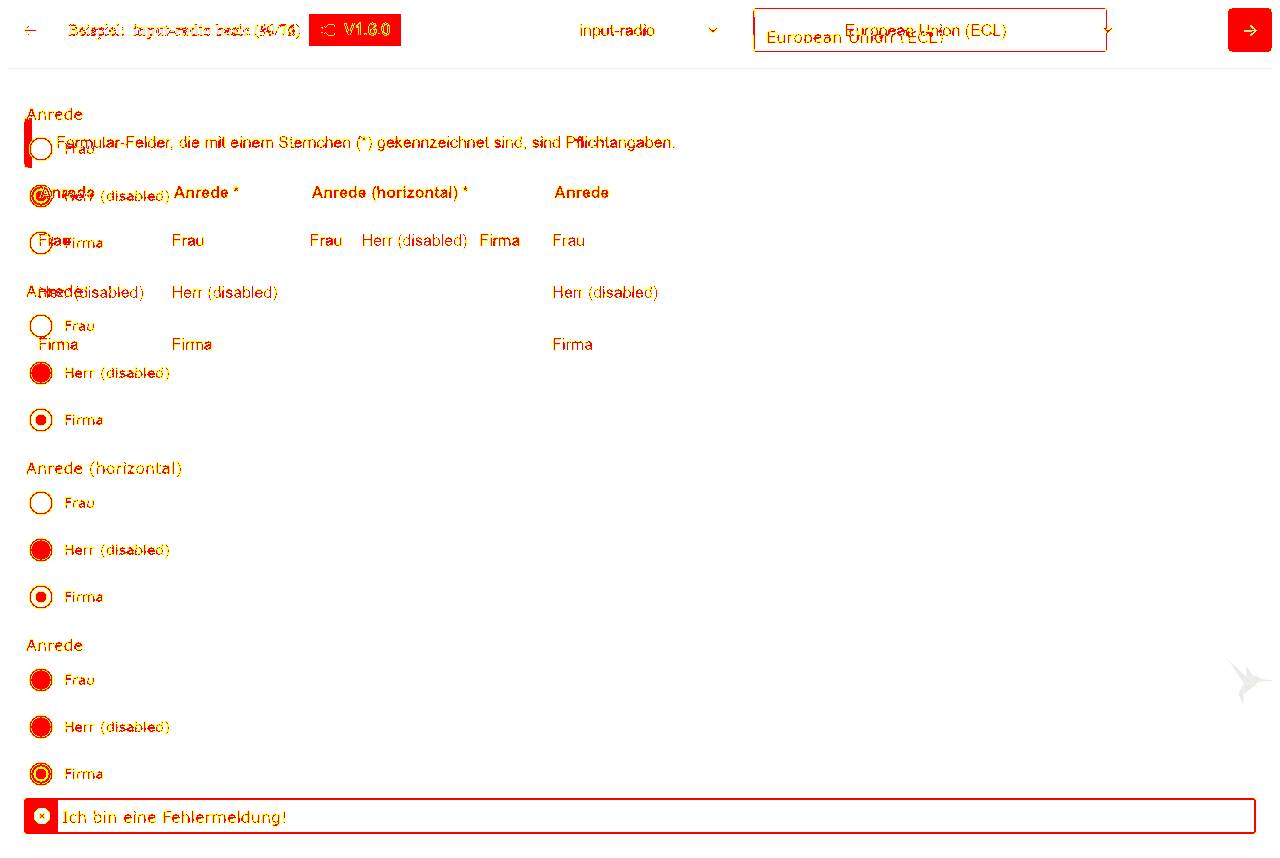 Beispiel: input-radio basic
V1.6.0
input-radio
European Union (ECL)
European Union (ECL)
Anrede
Formular-Felder, die mit einem Sternchen (*) gekennzeichnet sind, sind Pflichtangaben.
Frau
Anrede Anrede * Anrede (horizontal) * Anrede
Herr (disabled)
Frau Frau Frau Herr (disabled) Firma Frau
Firma
Anrede
Herr (disabled) Herr (disabled) Herr (disabled)
Frau
Firma Firma Firma
Herr (disabled)
Firma
Anrede (horizontal)
Frau
Herr (disabled)
Firma
Anrede
Frau
Herr (disabled)
Firma
Ich bin eine Fehlermeldung!